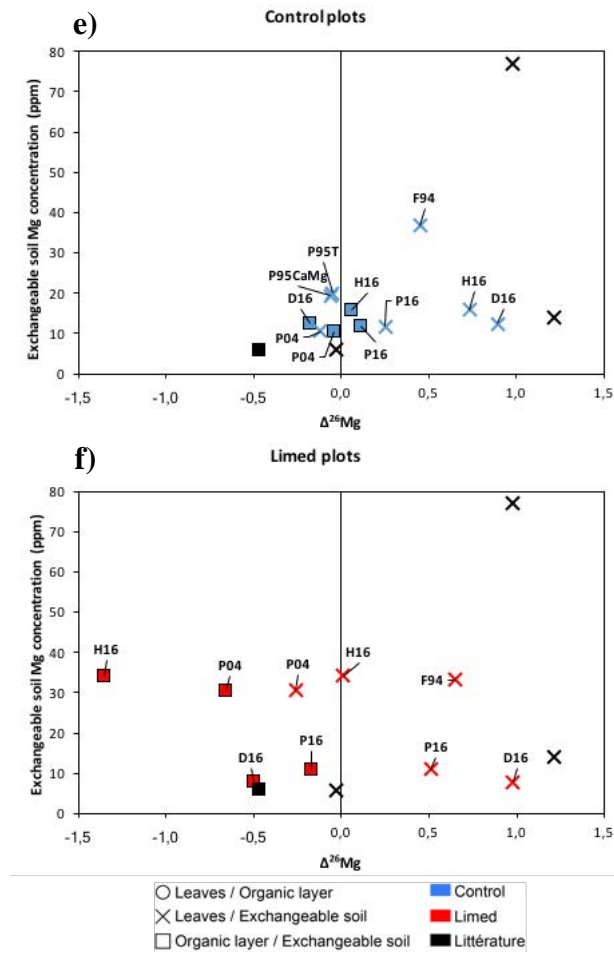 e)
Control plots
Exchangeable soil Mg concentration (ppm)
80
70
60
50
40
30
20
10
0
F94
P95T
P95CaMg
H16
D16
P16
H16
D16
P04
P04
P16
-1,5
-1,0
-0,5
0,0
0,5
1,0
1,5
Δ²⁶Mg
f)
Limed plots
Exchangeable soil Mg concentration (ppm)
80
70
60
50
40
30
20
10
0
H16
P04
P04
H16
F94
D16
P16
P16
D16
-1,5
-1,0
-0,5
0,0
0,5
1,0
1,5
Δ²⁶Mg
Leaves / Organic layer
Control
Leaves / Exchangeable soil
Limed
Organic layer / Exchangeable soil
Littérature